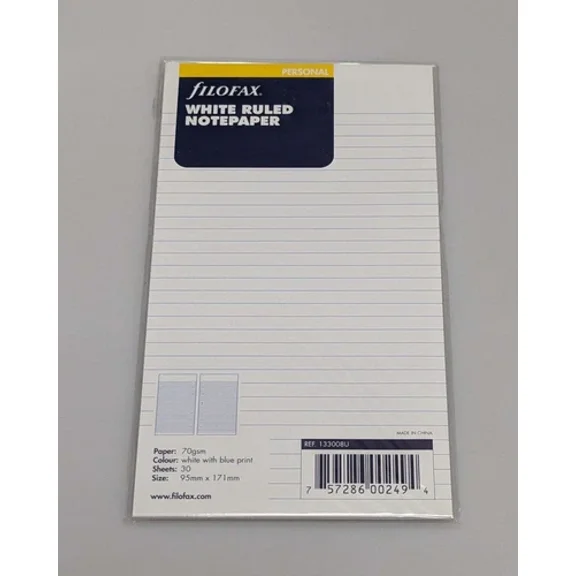 PERSONAL
fILOFAX.
WHITE RULED
NOTEPAPER
MADE IN CHINA
REF. 133008U
Paper: 70gsm
Colour: white with blue print
Sheets: 30
Size: 95mm x 171mm
www.filofax.com
7 57286 00249 4